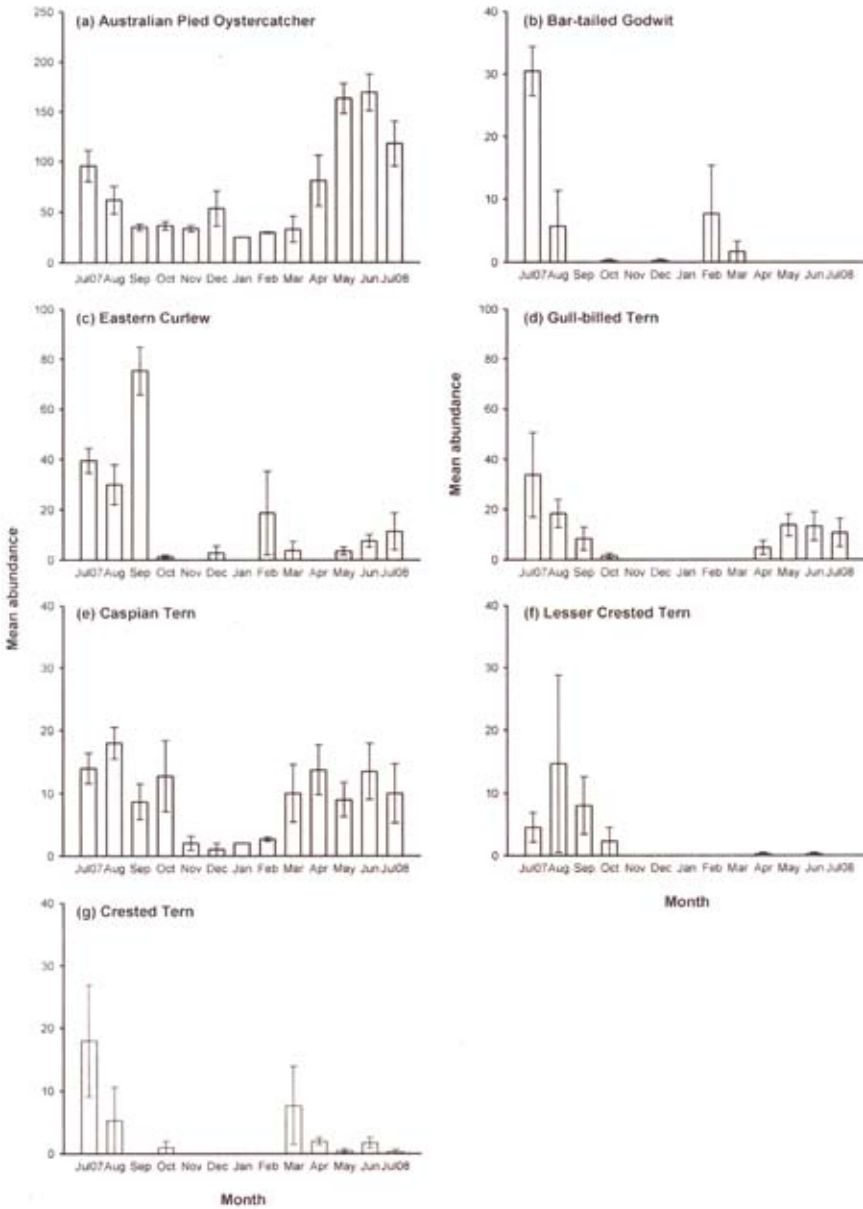 (a) Australian Pied Oystercatcher
250
200
150
100
50
0
Jul07 Aug Sep Oct Nov Dec Jan Feb Mar Apr May Jun Jul08
(b) Bar-tailed Godwit
40
30
20
10
0
Jul07 Aug Sep Oct Nov Dec Jan Feb Mar Apr May Jun Jul08
(c) Eastern Curlew
100
80
60
40
20
0
Jul07 Aug Sep Oct Nov Dec Jan Feb Mar Apr May Jun Jul08
(d) Gull-billed Tern
100
80
60
40
20
0
Jul07 Aug Sep Oct Nov Dec Jan Feb Mar Apr May Jun Jul08
Mean abundance
Mean abundance
(e) Caspian Tern
40
30
20
10
0
Jul07 Aug Sep Oct Nov Dec Jan Feb Mar Apr May Jun Jul08
(f) Lesser Crested Tern
40
30
20
10
0
Jul07 Aug Sep Oct Nov Dec Jan Feb Mar Apr May Jun Jul08
Month
(g) Crested Tern
40
30
20
10
0
Jul07 Aug Sep Oct Nov Dec Jan Feb Mar Apr May Jun Jul08
Month